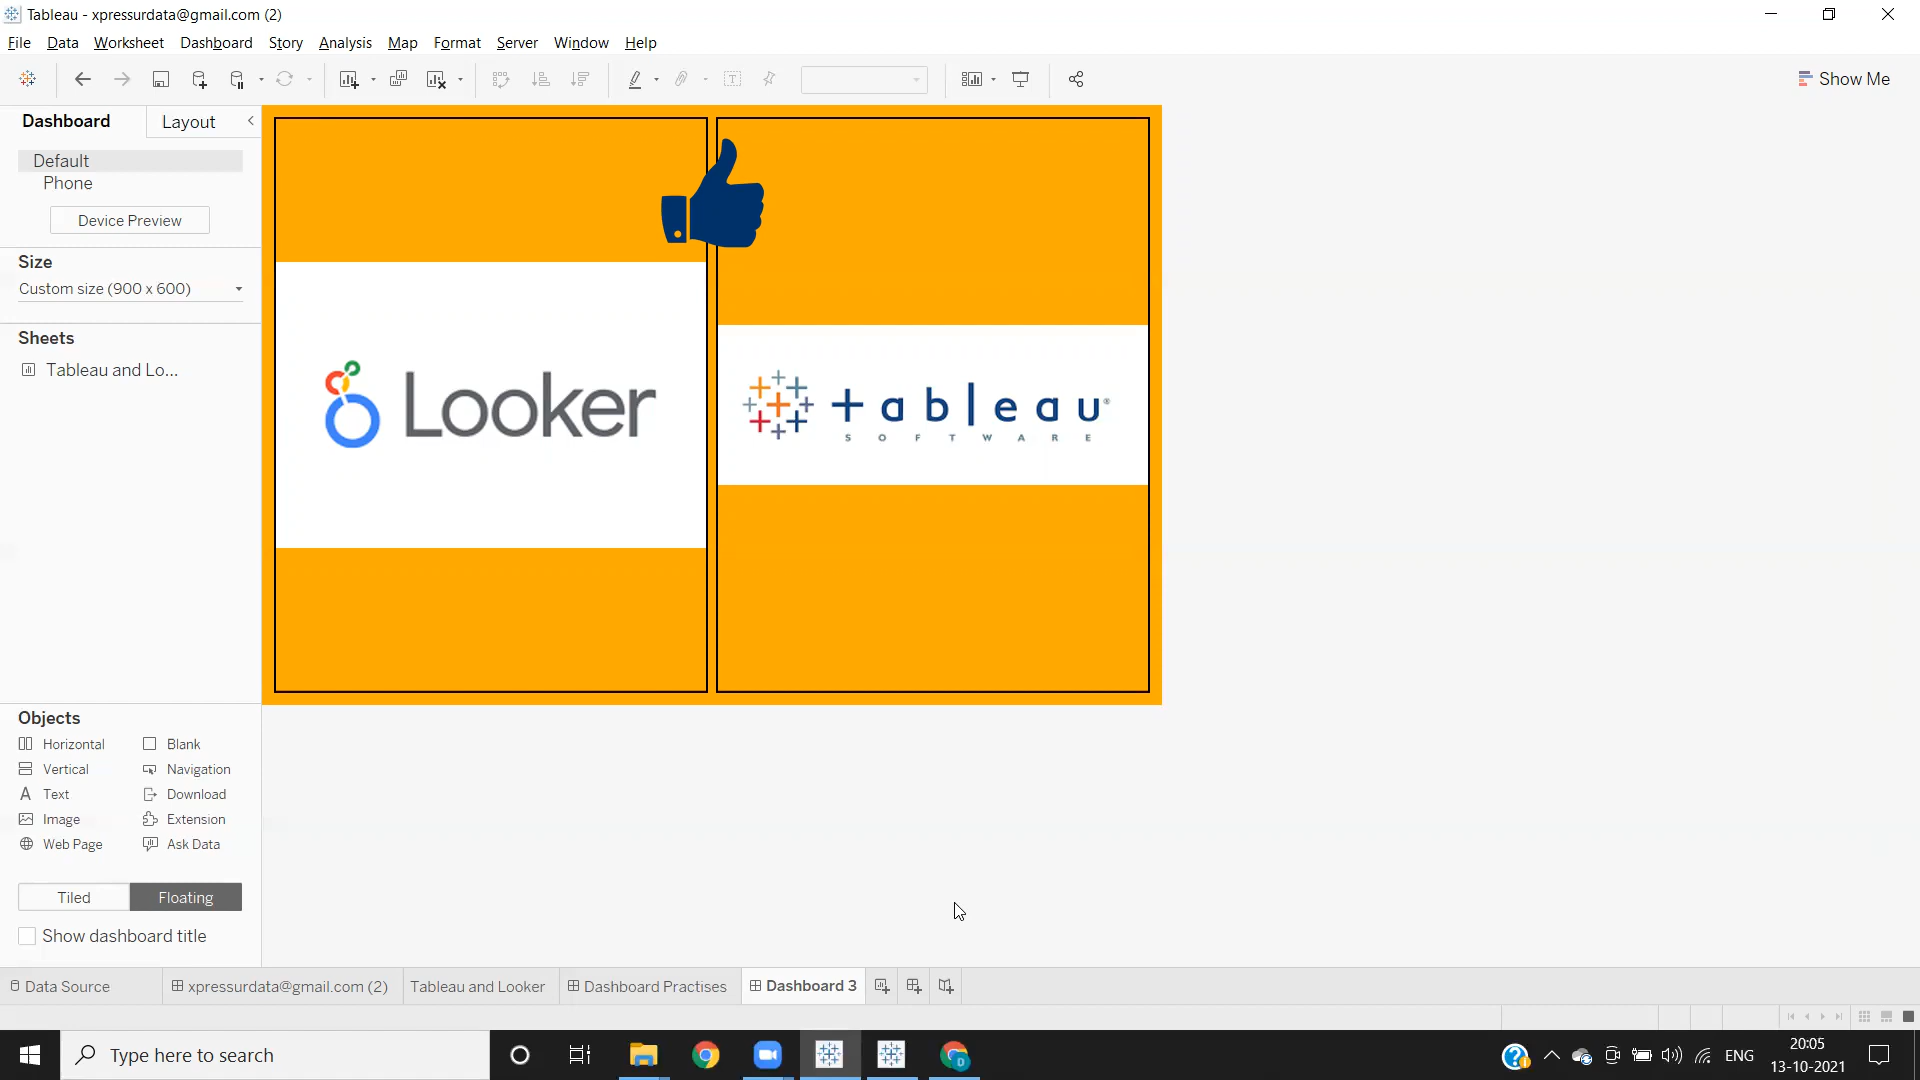 Tableau - xpressurdata@gmail.com (2)
File Data Worksheet Dashboard Story Analysis Map Format Server Window Help
Show Me
Dashboard Layout
Default
Phone
Device Preview
Size
Custom size (900 x 600)
Sheets
Tableau and Lo...
Looker
tableau®
SOFTWARE
Objects
Horizontal Blank
Vertical Navigation
Text Download
Image Extension
Web Page Ask Data
Tiled Floating
Show dashboard title
Data Source xpressurdata@gmail.com (2) Tableau and Looker Dashboard Practises Dashboard 3
Type here to search
ENG
20:05
13-10-2021